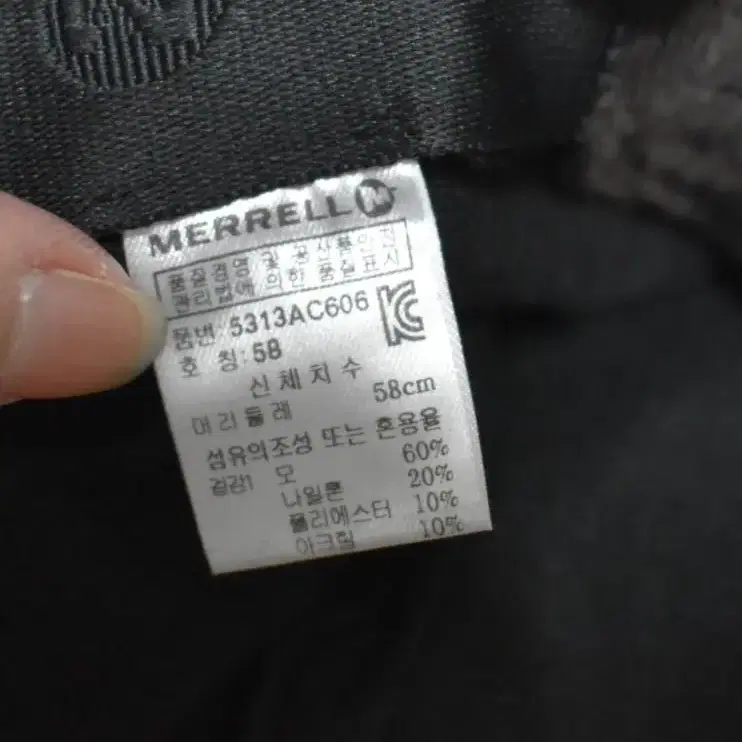 MERRELL M
품질경영 및 공산품안전
관리법에 의한 품질표시
품번: 5313AC606
호 칭: 58
신체치수
머리둘레 58cm
섬유의조성 또는 혼용율
겉감1 모 60%
나일론 20%
폴리에스터 10%
아크릴 10%